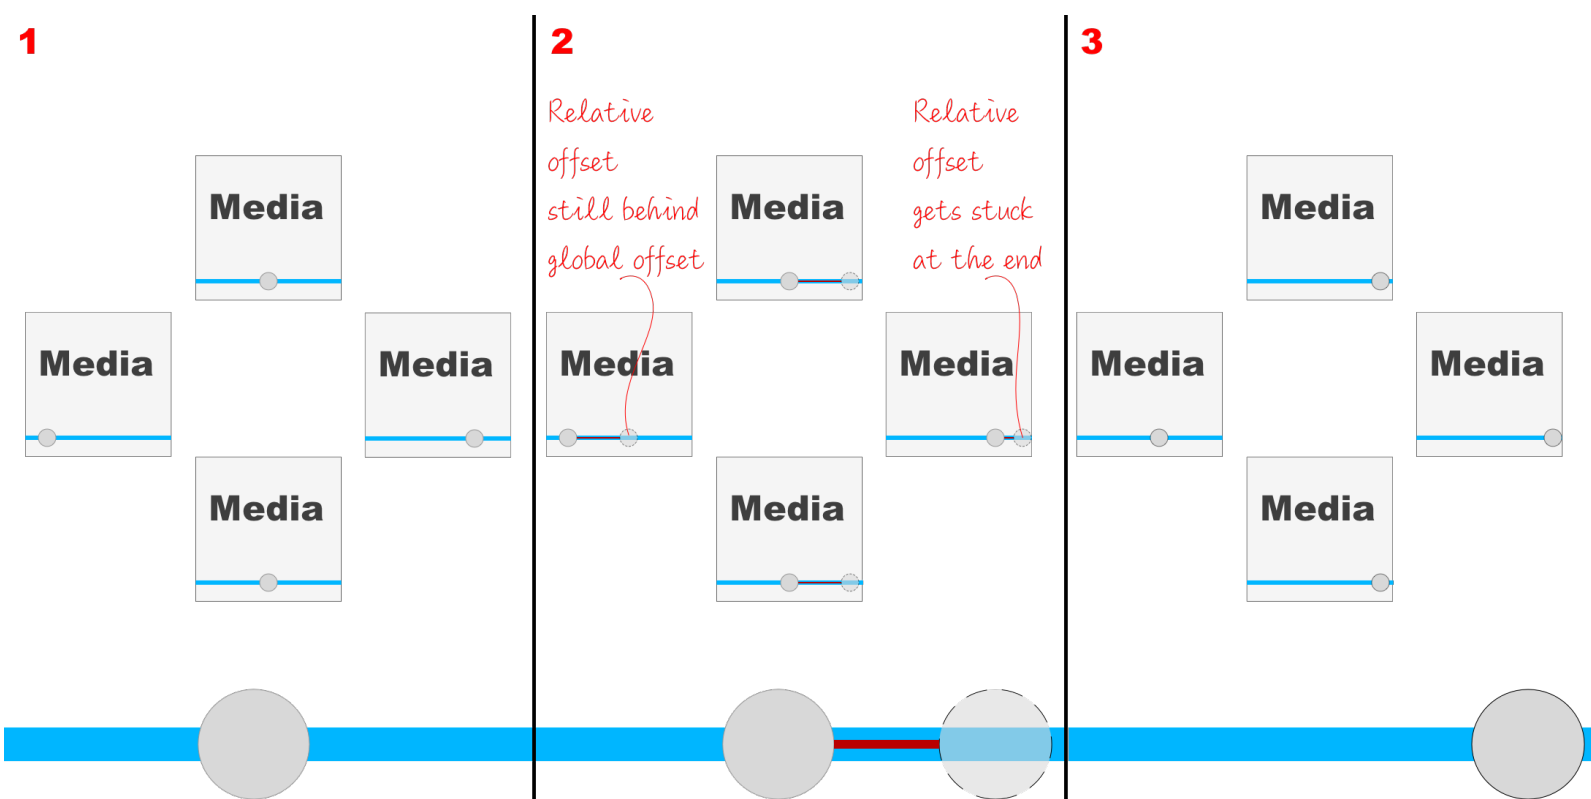 1
Media
Media
Media
Media
2
Relative
offset
still behind
global offset
Relative
offset
gets stuck
at the end
Media
Media
Media
Media
3
Media
Media
Media
Media